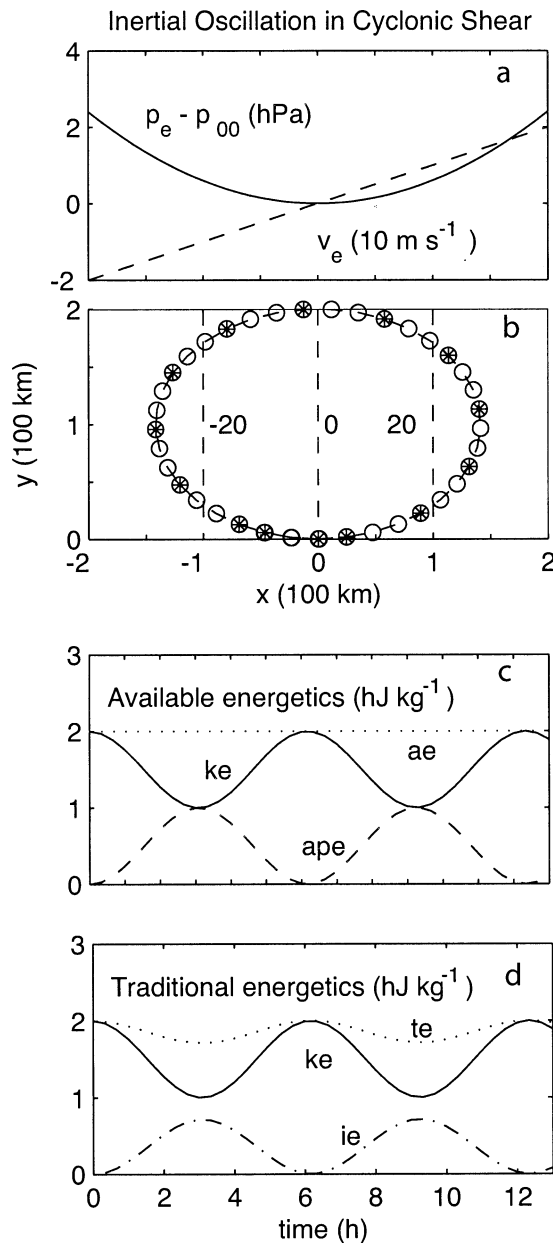 Inertial Oscillation in Cyclonic Shear
4
a
p_e - p_00 (hPa)
2
0
v_e (10 m s^-1)
-2
2
b
y (100 km)
1
-20 0 20
0
-2 -1 0 1 2
x (100 km)
3
c
Available energetics (hJ kg^-1)
2
ke ae
1
ape
0
3
d
Traditional energetics (hJ kg^-1)
2
te
ke
1
ie
0
0 2 4 6 8 10 12
time (h)